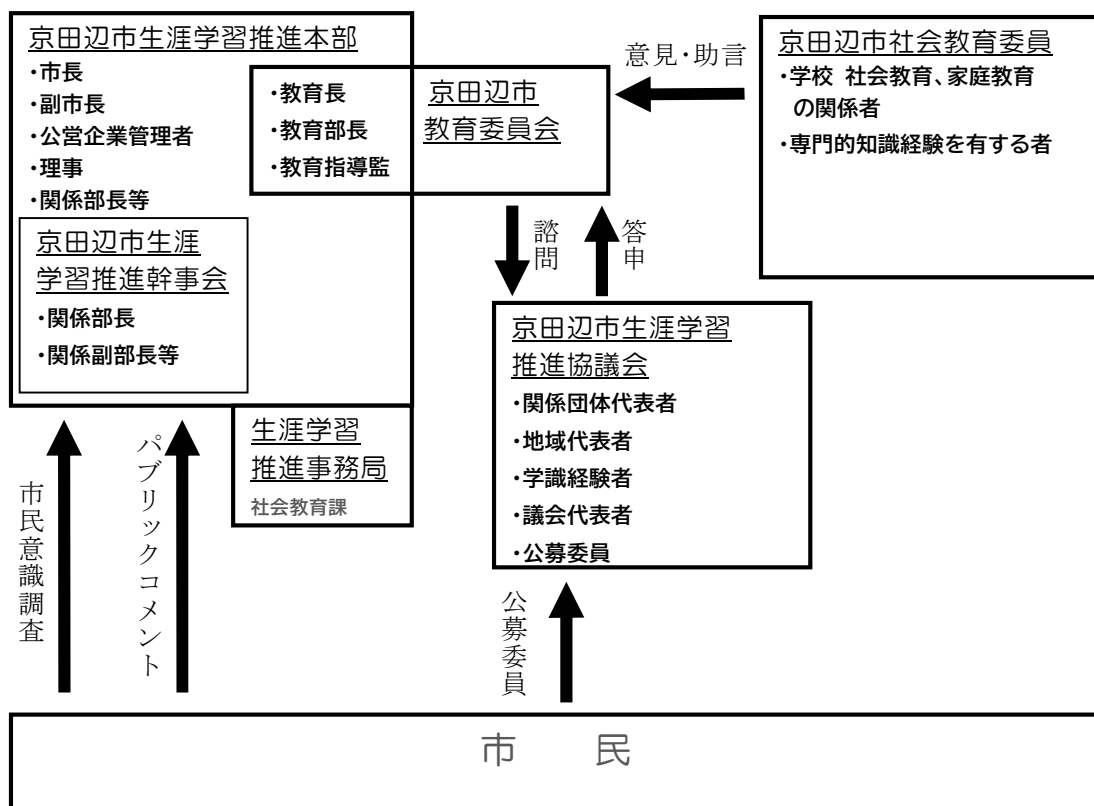 京田辺市生涯学習推進本部
・市長
・副市長
・公営企業管理者
・理事
・関係部長等
京田辺市生涯
学習推進幹事会
・関係部長
・関係副部長等
・教育長
・教育部長
・教育指導監
京田辺市
教育委員会
意見・助言
京田辺市社会教育委員
・学校 社会教育、家庭教育
の関係者
・専門的知識経験を有する者
諮問
答申
京田辺市生涯学習
推進協議会
・関係団体代表者
・地域代表者
・学識経験者
・議会代表者
・公募委員
生涯学習
推進事務局
社会教育課
市民意識調査
パブリックコメント
公募委員
市　民